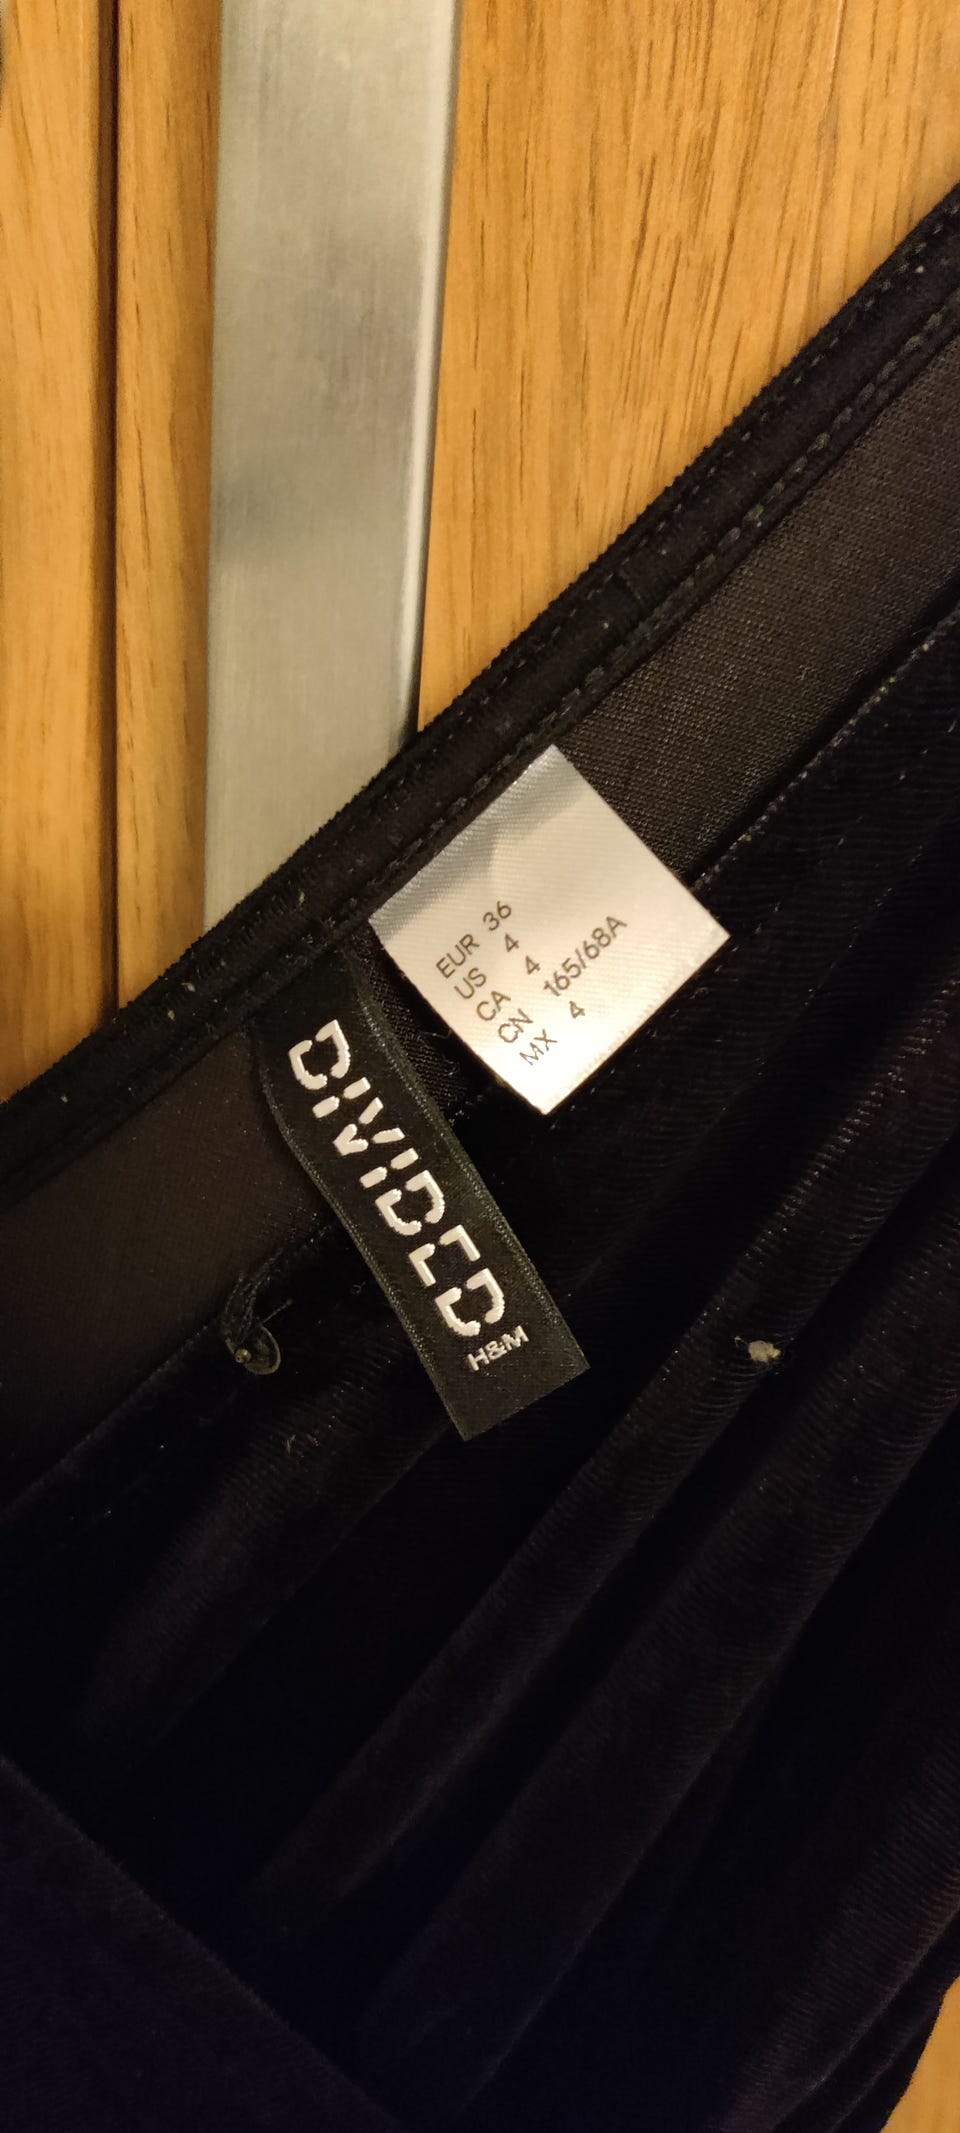 EUR 36
US 4
CA 4
CN 165/68A
MX 4
DIVIDED
H&M